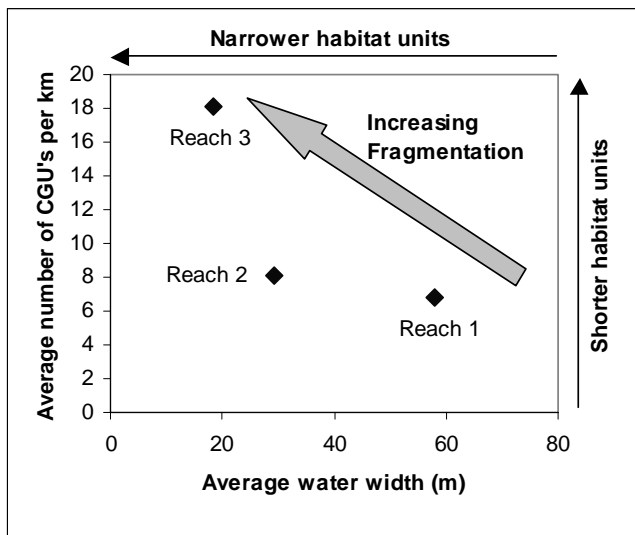 Narrower habitat units
20
18
16
14
12
10
8
6
4
2
0
Average number of CGU's per km
Reach 3
Increasing
Fragmentation
Reach 2
Reach 1
Shorter habitat units
0
20
40
60
80
Average water width (m)